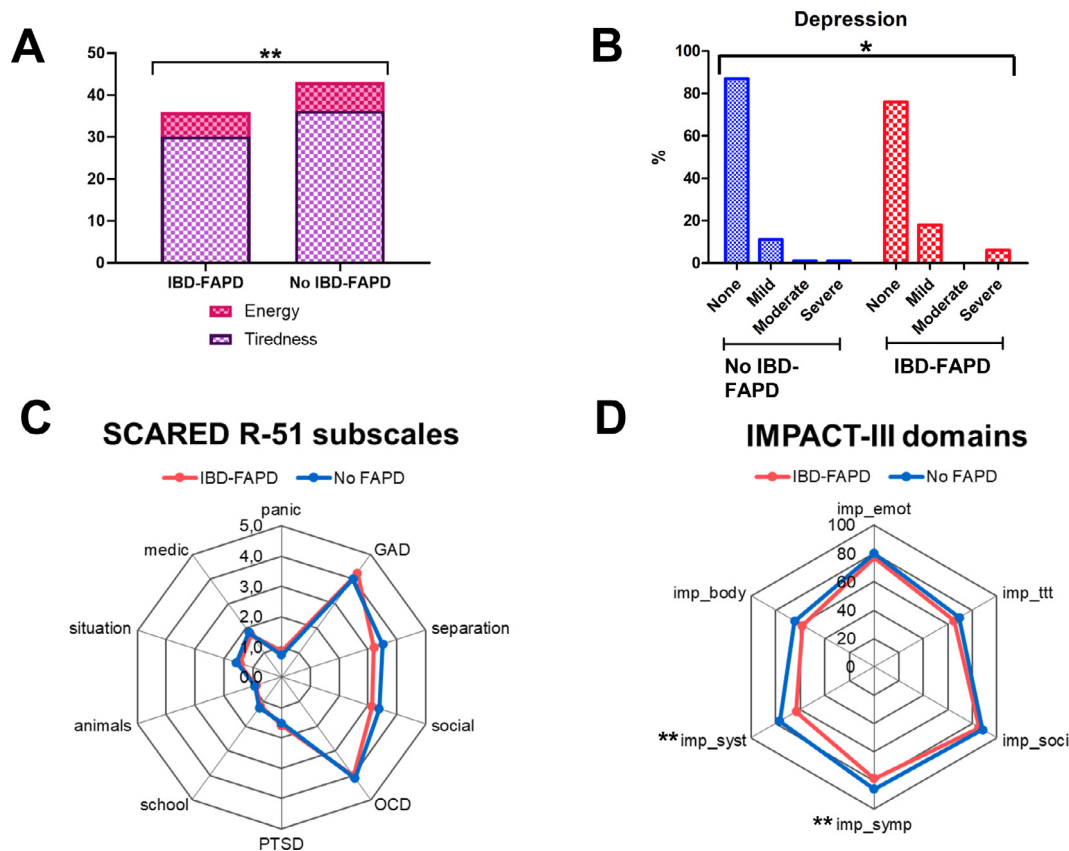 A
50
40
30
20
10
0
**
IBD-FAPD No IBD-FAPD
Energy
Tiredness
B
Depression
100
80
60
40
20
0
%
*
None Mild Moderate Severe None Mild Moderate Severe
No IBD-
FAPD
IBD-FAPD
C
SCARED R-51 subscales
IBD-FAPD No FAPD
panic
GAD
separation
social
OCD
PTSD
school
animals
situation
medic
5,0
4,0
3,0
2,0
1,0
0,0
D
IMPACT-III domains
IBD-FAPD No FAPD
imp_emot
imp_ttt
imp_soci
** imp_symp
** imp_syst
imp_body
100
80
60
40
20
0